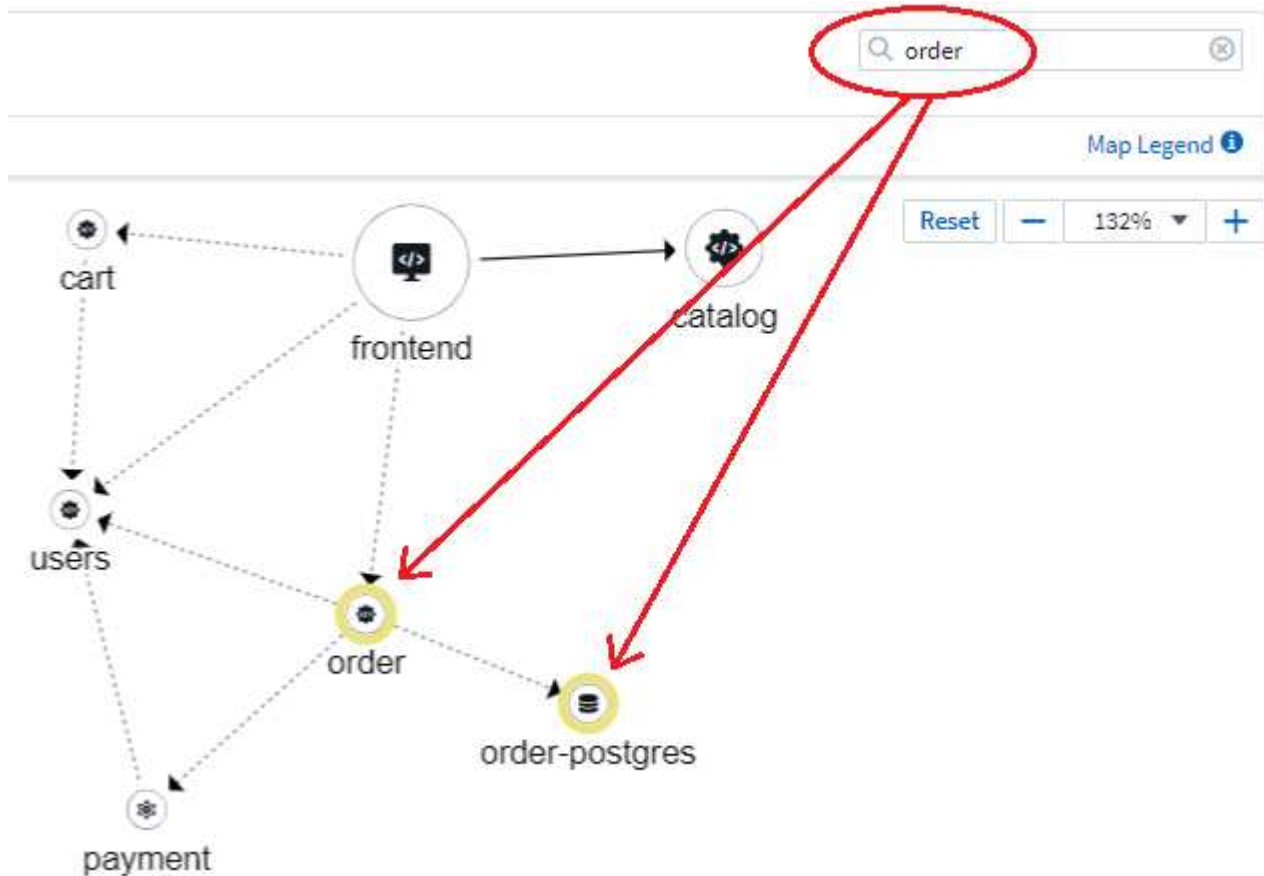 order
Map Legend
Reset − 132% +
cart
frontend
catalog
users
order
order-postgres
payment